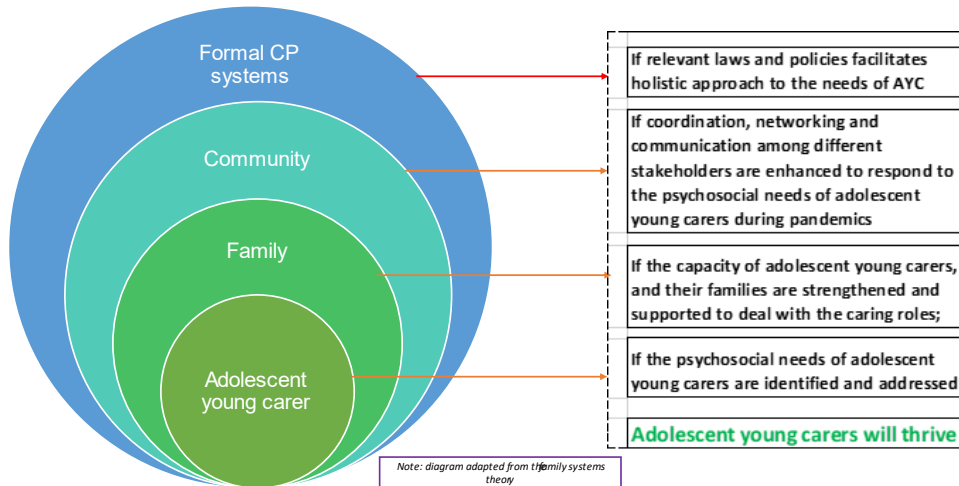 Formal CP
systems
Community
Family
Adolescent
young carer
If relevant laws and policies facilitates
holistic approach to the needs of AYC
If coordination, networking and
communication among different
stakeholders are enhanced to respond to
the psychosocial needs of adolescent
young carers during pandemics
If the capacity of adolescent young carers,
and their families are strengthened and
supported to deal with the caring roles;
If the psychosocial needs of adolescent
young carers are identified and addressed
Adolescent young carers will thrive
Note: diagram adapted from the family systems
theory